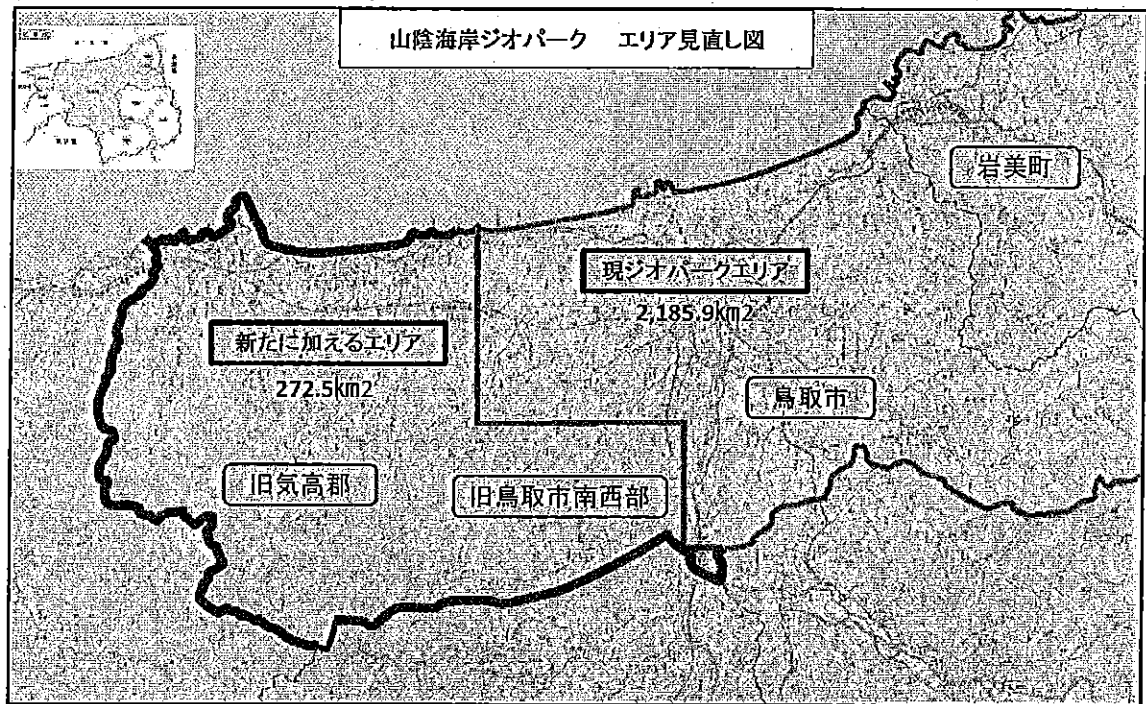 山陰海岸ジオパーク エリア見直し図
岩美町
現ジオパークエリア
2,185.9km2
新たに加えるエリア
272.5km2
鳥取市
旧気高郡
旧鳥取市南西部